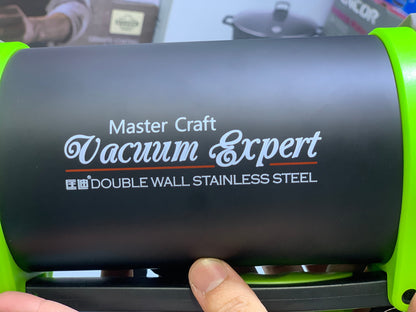 Master Craft
Vacuum Expert
DOUBLE WALL STAINLESS STEEL